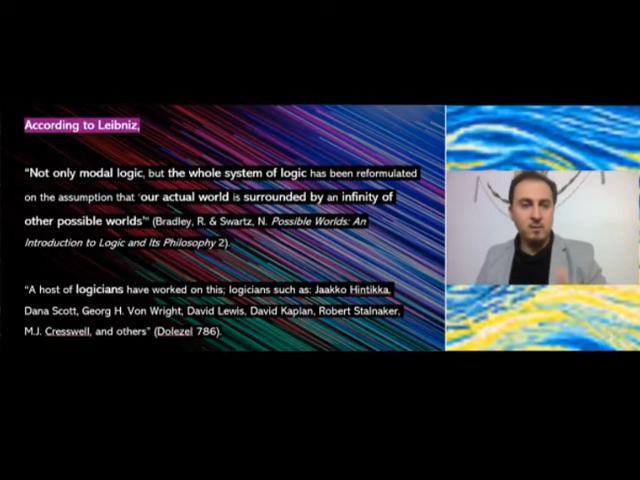 According to Leibniz,
“Not only modal logic, but the whole system of logic has been reformulated
on the assumption that ‘our actual world is surrounded by an infinity of
other possible worlds’” (Bradley, R. & Swartz, N. Possible Worlds: An
Introduction to Logic and Its Philosophy 2).
“A host of logicians have worked on this; logicians such as: Jaakko Hintikka,
Dana Scott, Georg H. Von Wright, David Lewis, David Kaplan, Robert Stalnaker,
M.J. Cresswell, and others” (Dolezel 786).